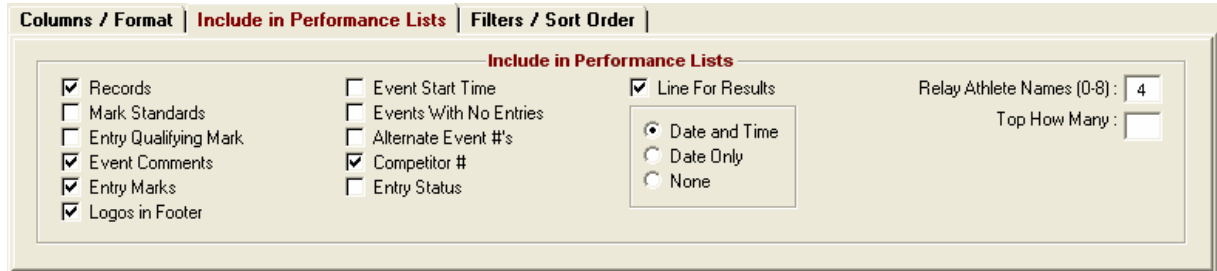 Columns / Format | Include in Performance Lists | Filters / Sort Order
Include in Performance Lists
Records
Mark Standards
Entry Qualifying Mark
Event Comments
Entry Marks
Logos in Footer
Event Start Time
Events With No Entries
Alternate Event #'s
Competitor #
Entry Status
Line For Results
Date and Time
Date Only
None
Relay Athlete Names (0-8) : 4
Top How Many :